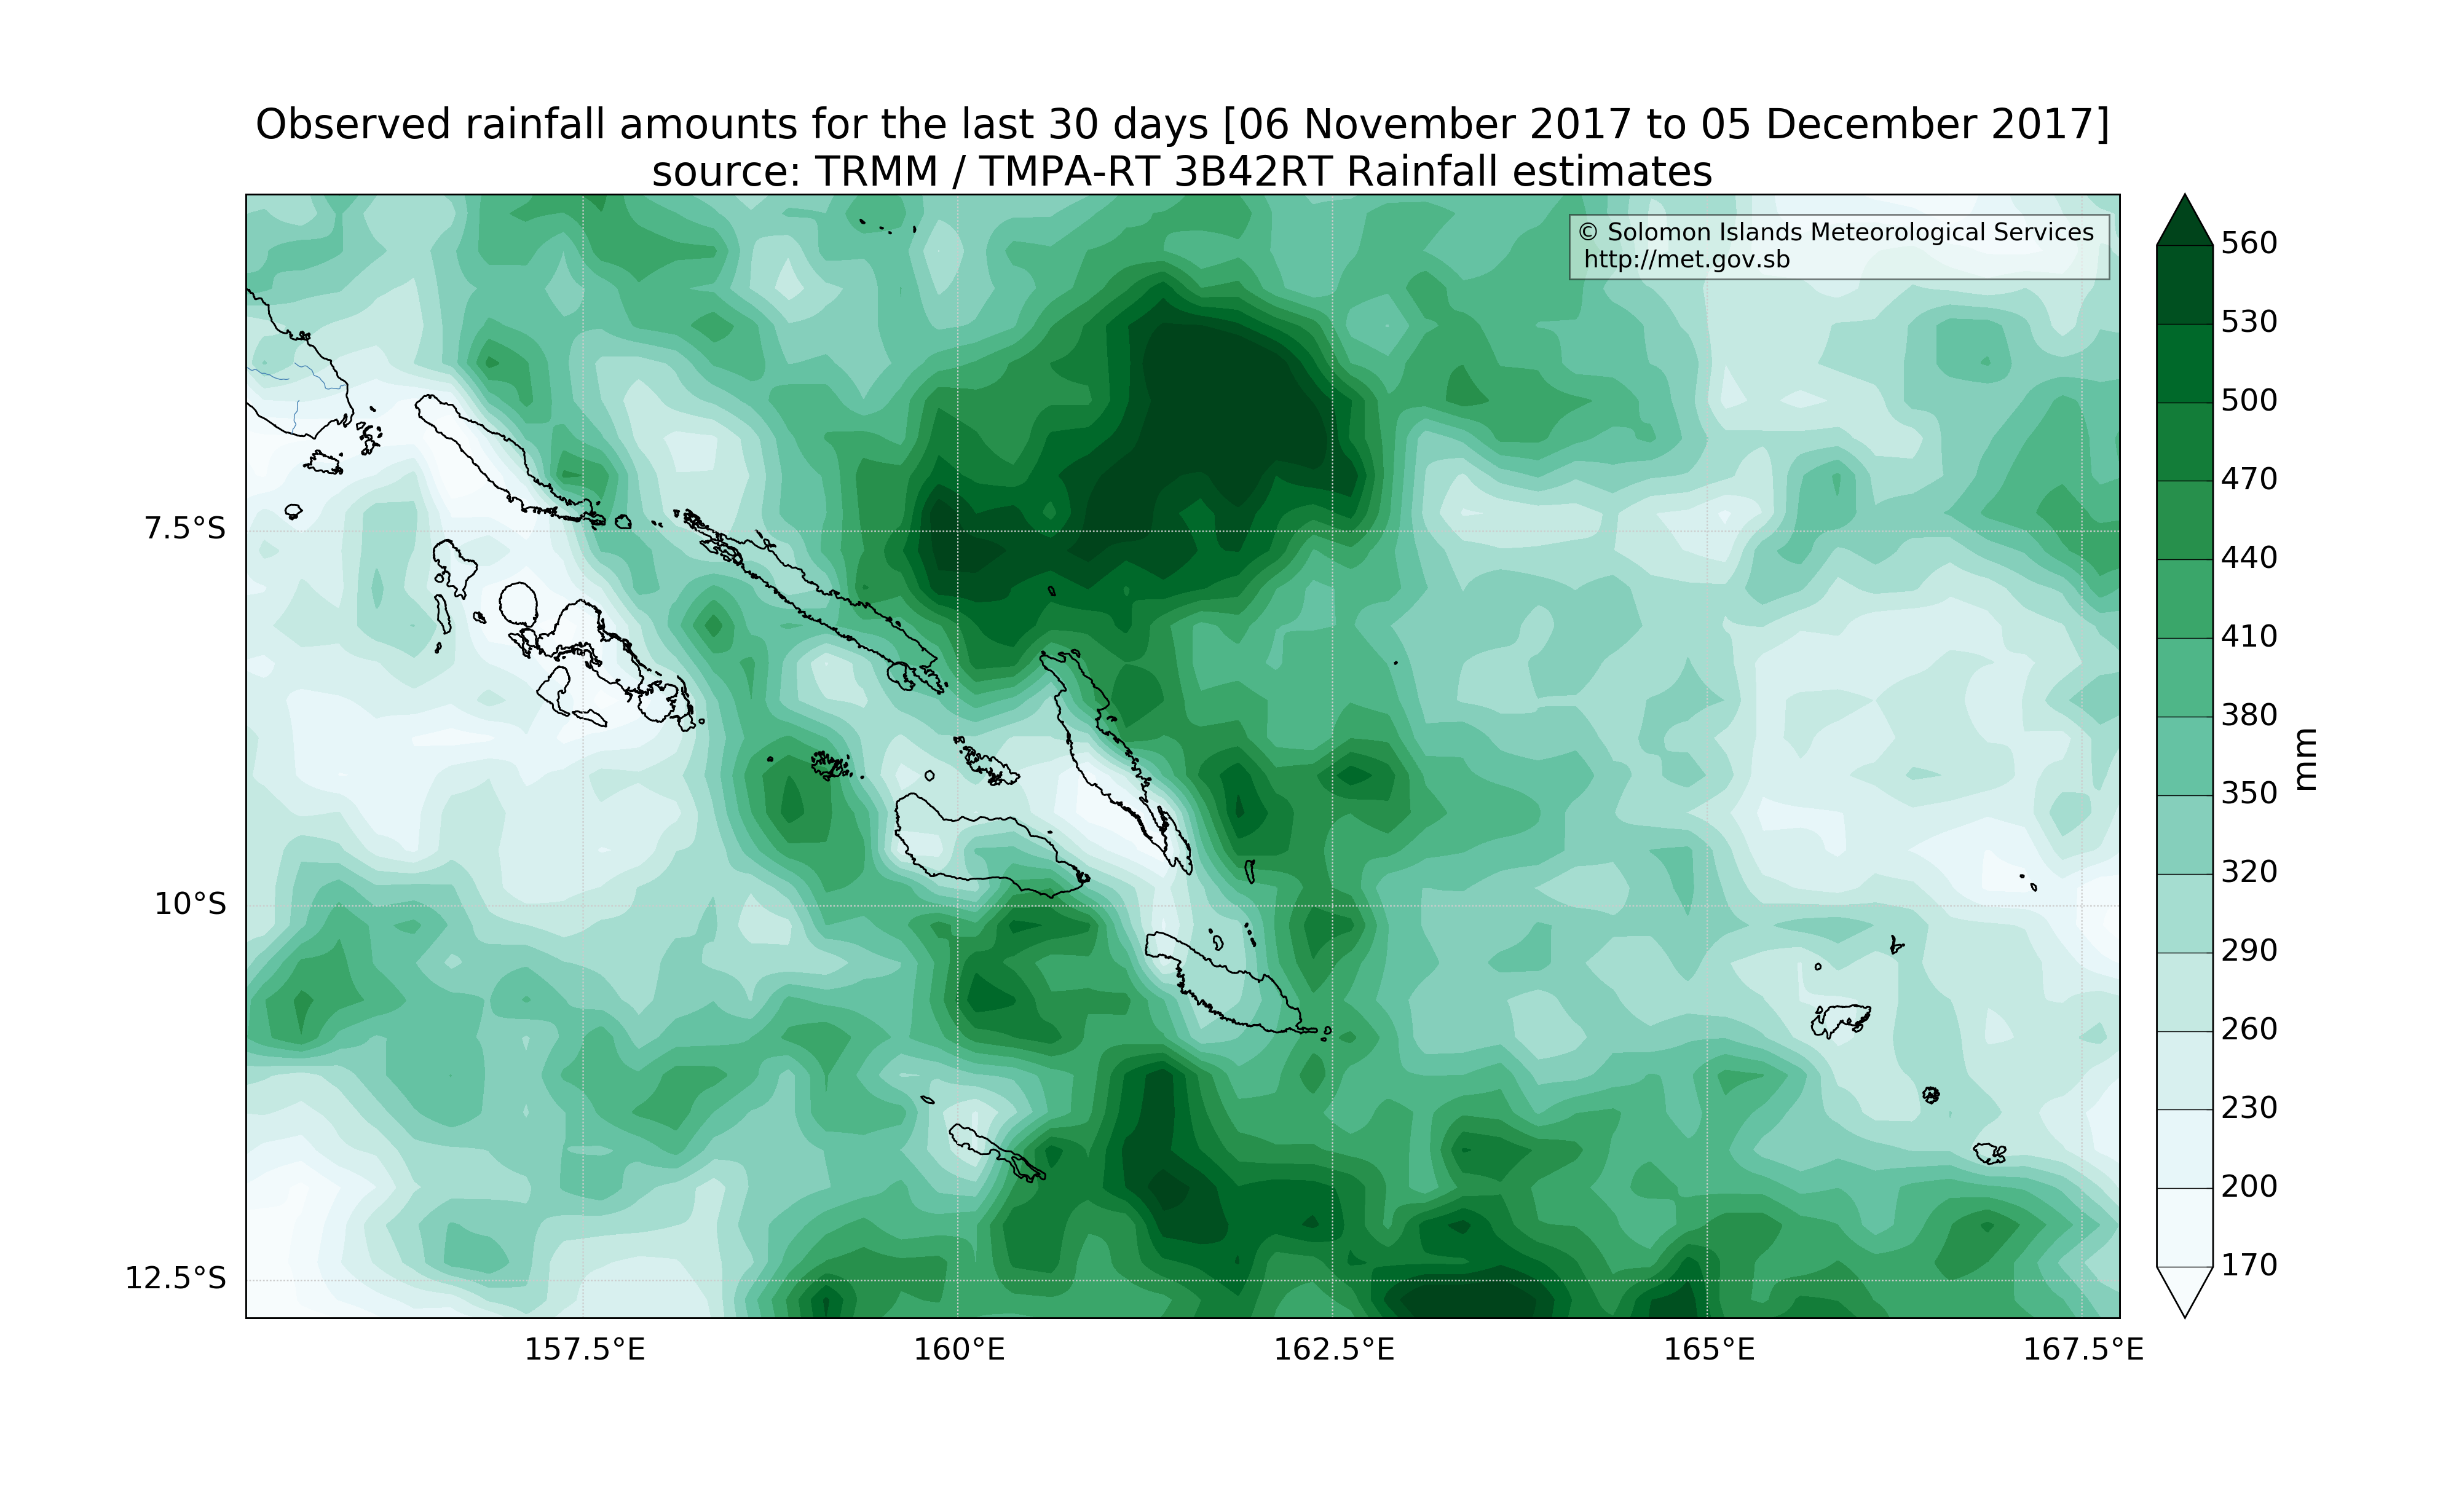 Observed rainfall amounts for the last 30 days [06 November 2017 to 05 December 2017]
source: TRMM / TMPA-RT 3B42RT Rainfall estimates
© Solomon Islands Meteorological Services
http://met.gov.sb
7.5°S
10°S
12.5°S
157.5°E
160°E
162.5°E
165°E
167.5°E
560
530
500
470
440
410
380
350
320
290
260
230
200
170
mm